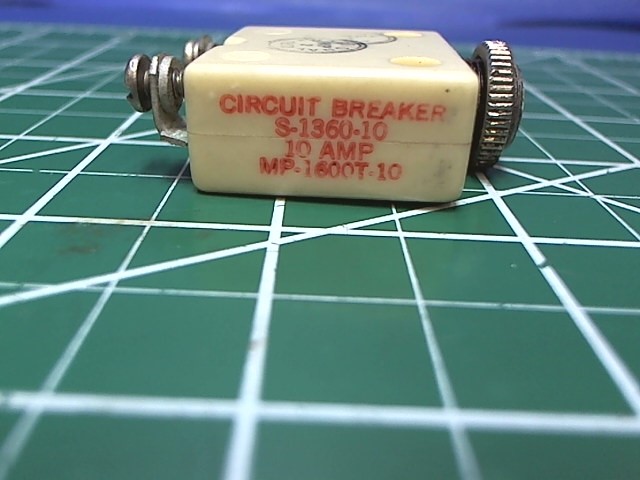 CIRCUIT BREAKER
S-1360-10
10 AMP
MP-1600T-10